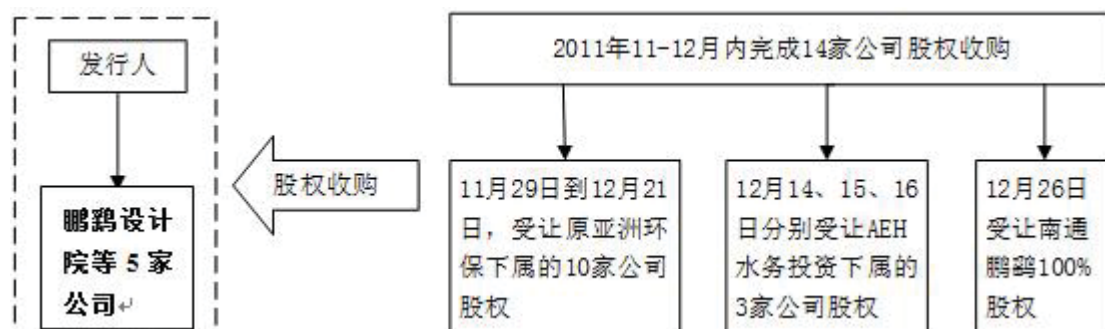 发行人
2011年11-12月内完成14家公司股权收购
股权收购
鹏鹞设计
院等 5 家
公司↵
11月29日到12月21
日，受让原亚洲环
保下属的10家公司
股权
12月14、15、16
日分别受让AEH
水务投资下属的
3家公司股权
12月26日
受让南通
鹏鹞100%
股权